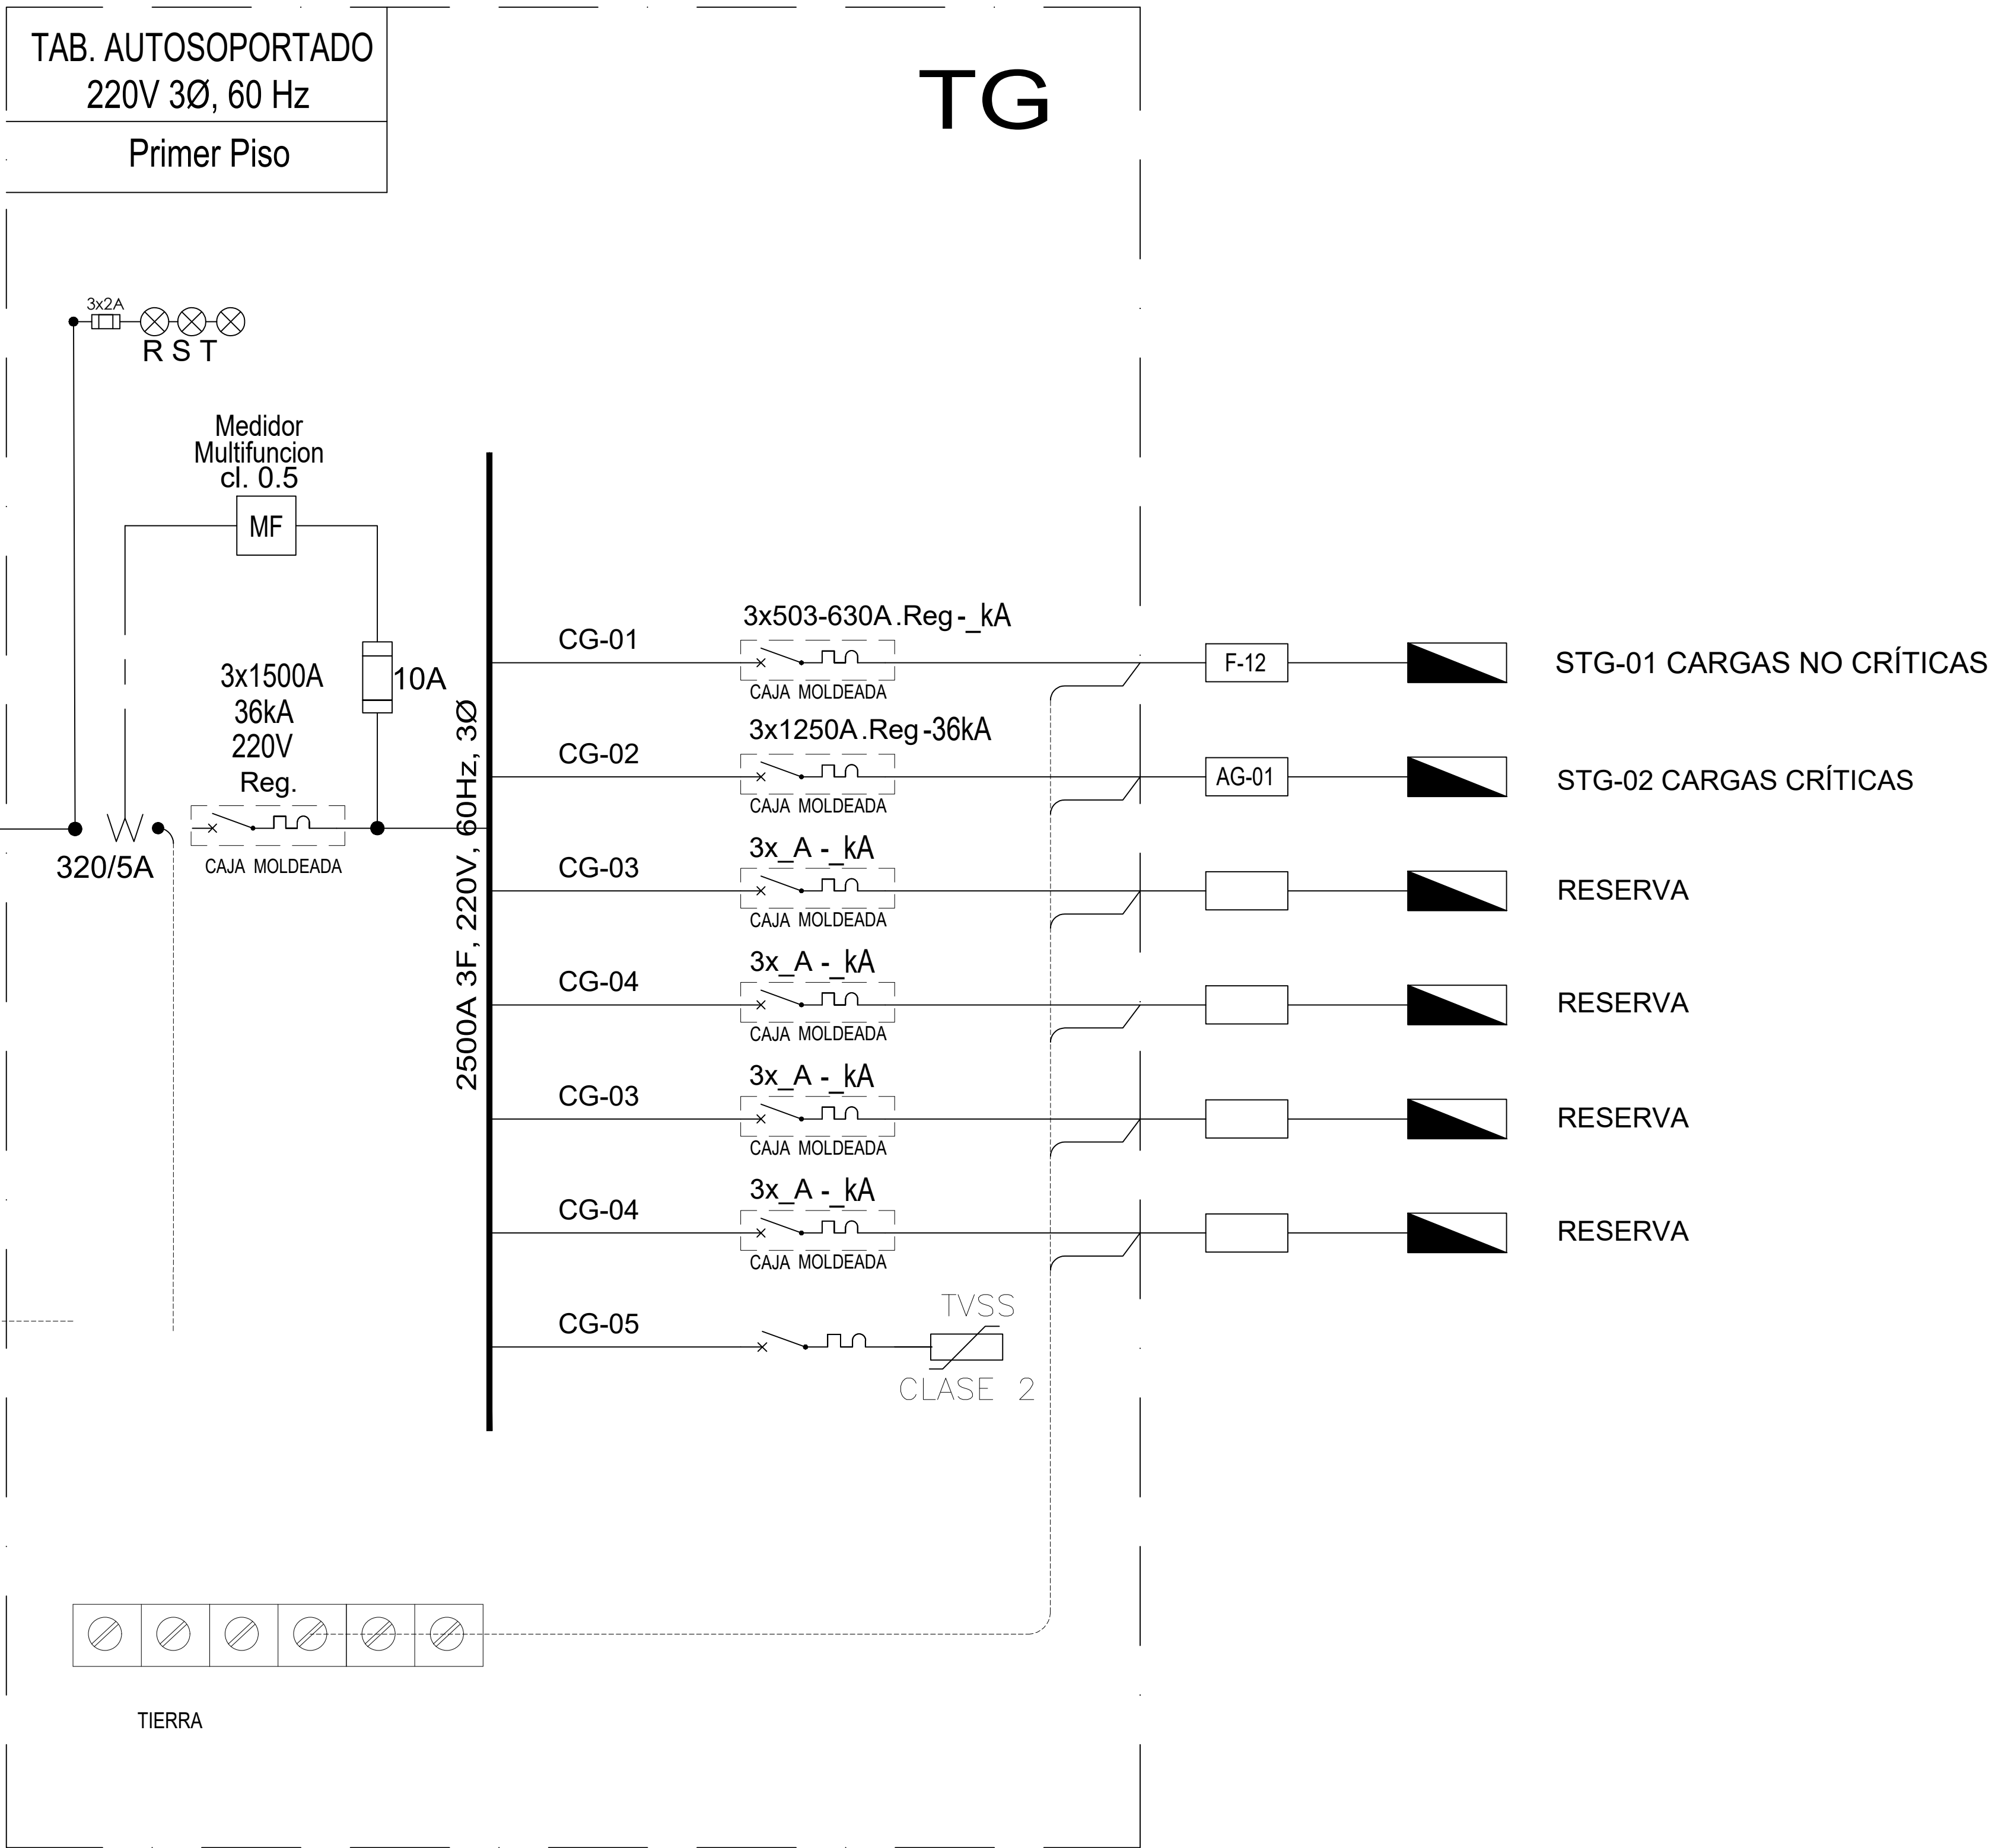 TAB. AUTOSOPORTADO
220V 3Ø, 60 Hz
Primer Piso
TG
3x2A
R S T
Medidor
Multifuncion
cl. 0.5
MF
10A
3x1500A
36kA
220V
Reg.
CAJA MOLDEADA
320/5A
2500A 3F, 220V, 60Hz, 3Ø
CG-01
3x503-630A.Reg-_kA
CAJA MOLDEADA
F-12
STG-01 CARGAS NO CRÍTICAS
CG-02
3x1250A.Reg-36kA
CAJA MOLDEADA
AG-01
STG-02 CARGAS CRÍTICAS
CG-03
3x_A -_kA
CAJA MOLDEADA
RESERVA
CG-04
3x_A -_kA
CAJA MOLDEADA
RESERVA
CG-03
3x_A -_kA
CAJA MOLDEADA
RESERVA
CG-04
3x_A -_kA
CAJA MOLDEADA
RESERVA
CG-05
TVSS
CLASE 2
TIERRA